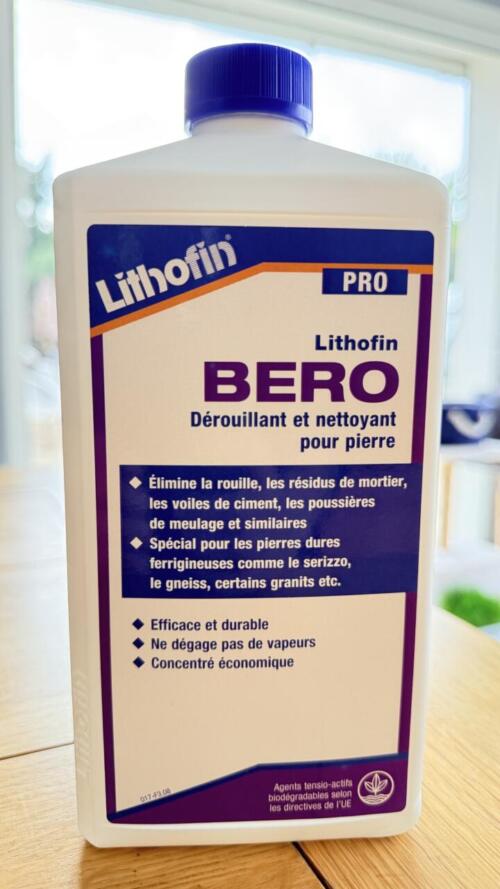 Lithofin®
PRO
Lithofin
BERO
Dérouillant et nettoyant
pour pierre
◆ Élimine la rouille, les résidus de mortier,
les voiles de ciment, les poussières
de meulage et similaires
◆ Spécial pour les pierres dures
ferrigineuses comme le serizzo,
le gneiss, certains granits etc.
◆ Efficace et durable
◆ Ne dégage pas de vapeurs
◆ Concentré économique
017-F3.08
Agents tensio-actifs
biodégradables selon
les directives de l'UE